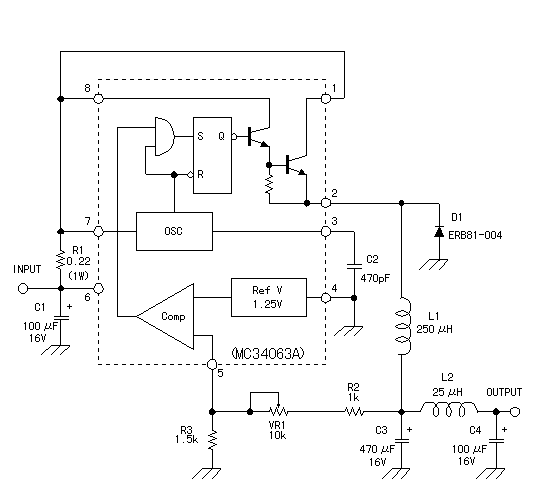 8
1
S
Q
R
2
7
OSC
3
D1
ERB81-004
R1
0.22
(1W)
C2
470pF
INPUT
6
4
C1
+
100 μF
16V
Ref V
1.25V
Comp
L1
250 μH
(MC34063A)
5
L2
25 μH
OUTPUT
R2
1k
VR1
10k
R3
1.5k
C3
+
470 μF
16V
C4
+
100 μF
16V